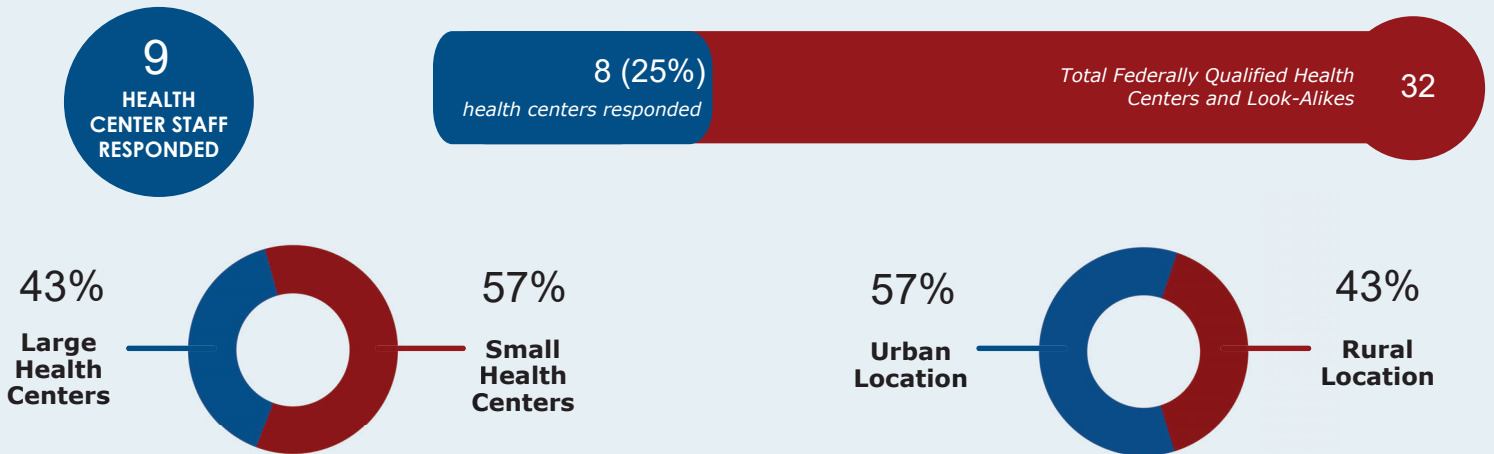 9
HEALTH
CENTER STAFF
RESPONDED
8 (25%)
health centers responded
Total Federally Qualified Health
Centers and Look-Alikes
32
43%
Large
Health
Centers
57%
Small
Health
Centers
57%
Urban
Location
43%
Rural
Location